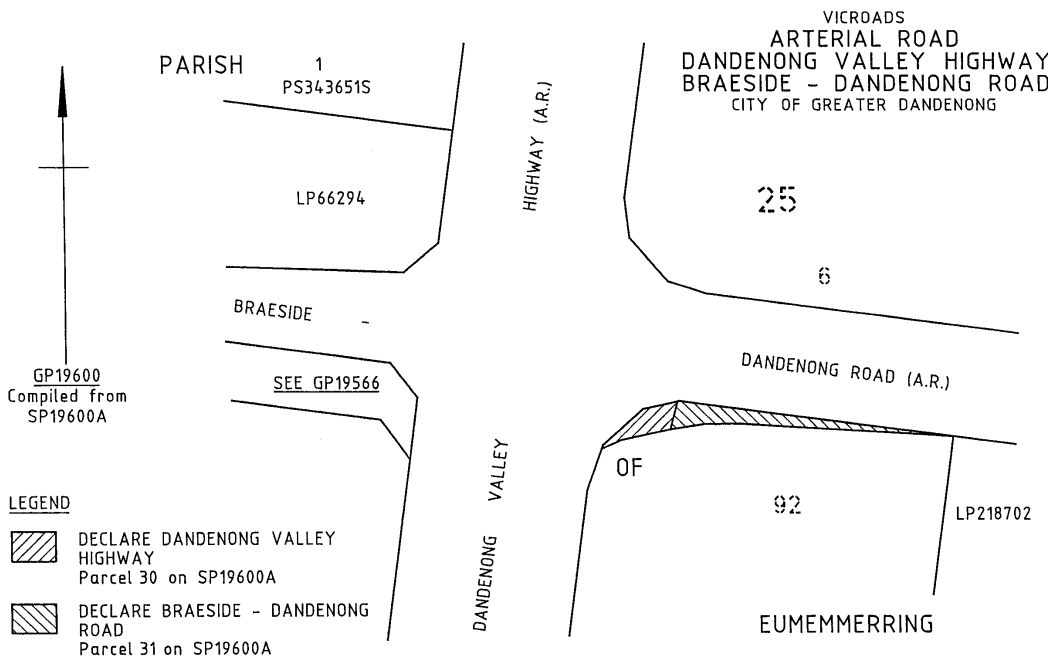 VICROADS
ARTERIAL ROAD
DANDENONG VALLEY HIGHWAY
BRAESIDE – DANDENONG ROAD
CITY OF GREATER DANDENONG
PARISH
1
PS343651S
HIGHWAY (A.R.)
LP66294
25
6
BRAESIDE –
DANDENONG ROAD (A.R.)
GP19600
Compiled from
SP19600A
SEE GP19566
OF
DANDENONG VALLEY
92
LP218702
LEGEND
DECLARE DANDENONG VALLEY
HIGHWAY
Parcel 30 on SP19600A
DECLARE BRAESIDE – DANDENONG
ROAD
Parcel 31 on SP19600A
EUMEMMERRING